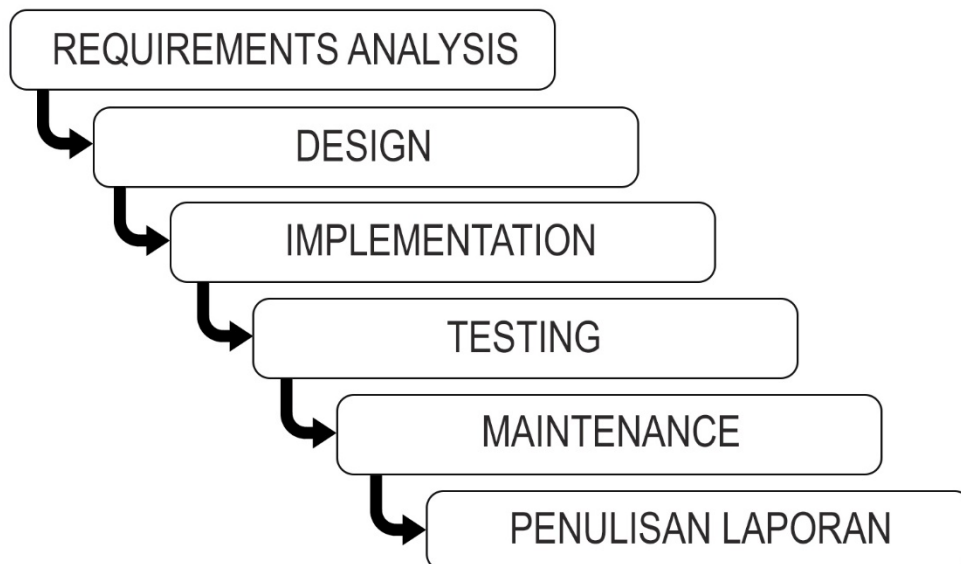 REQUIREMENTS ANALYSIS
DESIGN
IMPLEMENTATION
TESTING
MAINTENANCE
PENULISAN LAPORAN